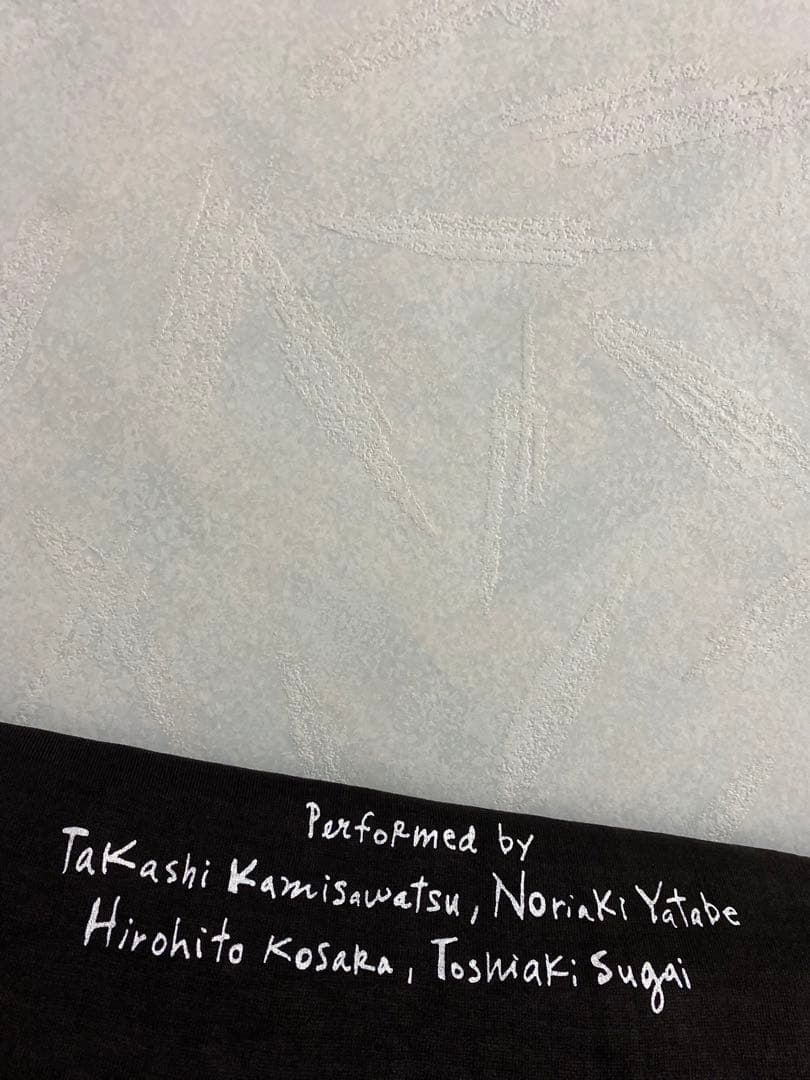 Performed by
Takashi Kamisawatsu, Noriaki Yatabe
Hirohito Kosaka, Toshiaki Sugai